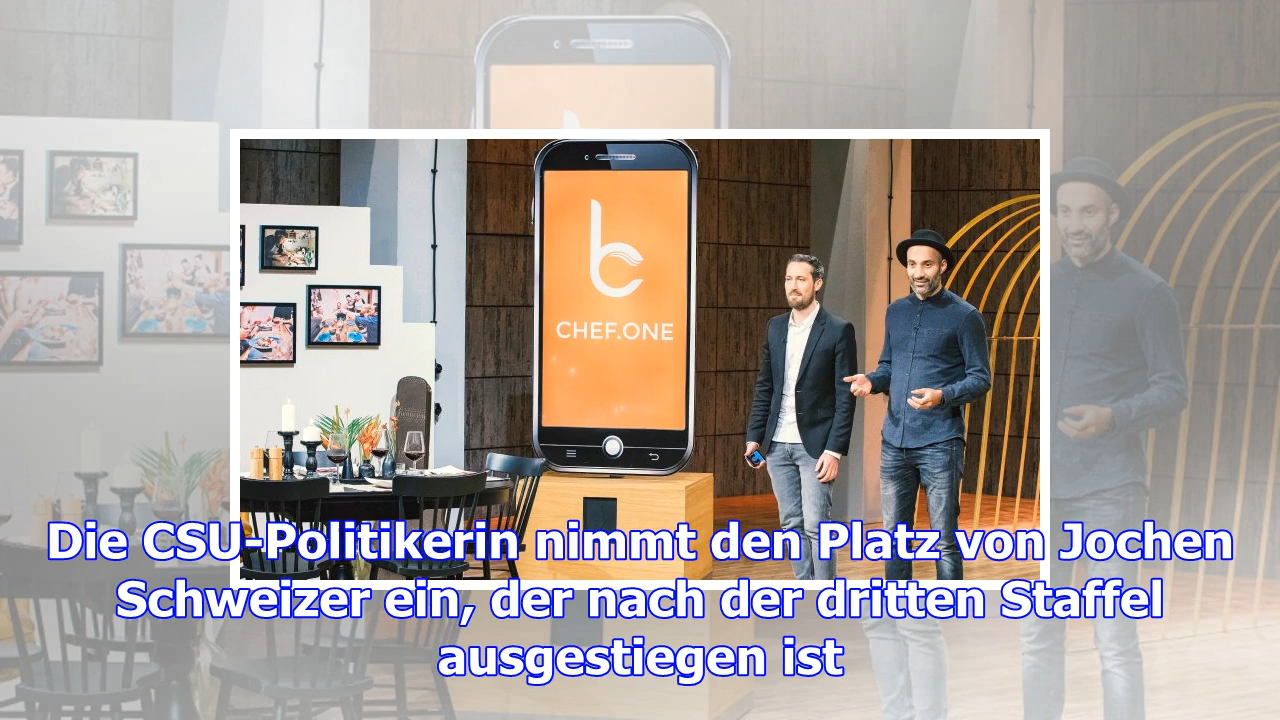 CHEF.ONE
Die CSU-Politikerin nimmt den Platz von Jochen
Schweizer ein, der nach der dritten Staffel
ausgestiegen ist